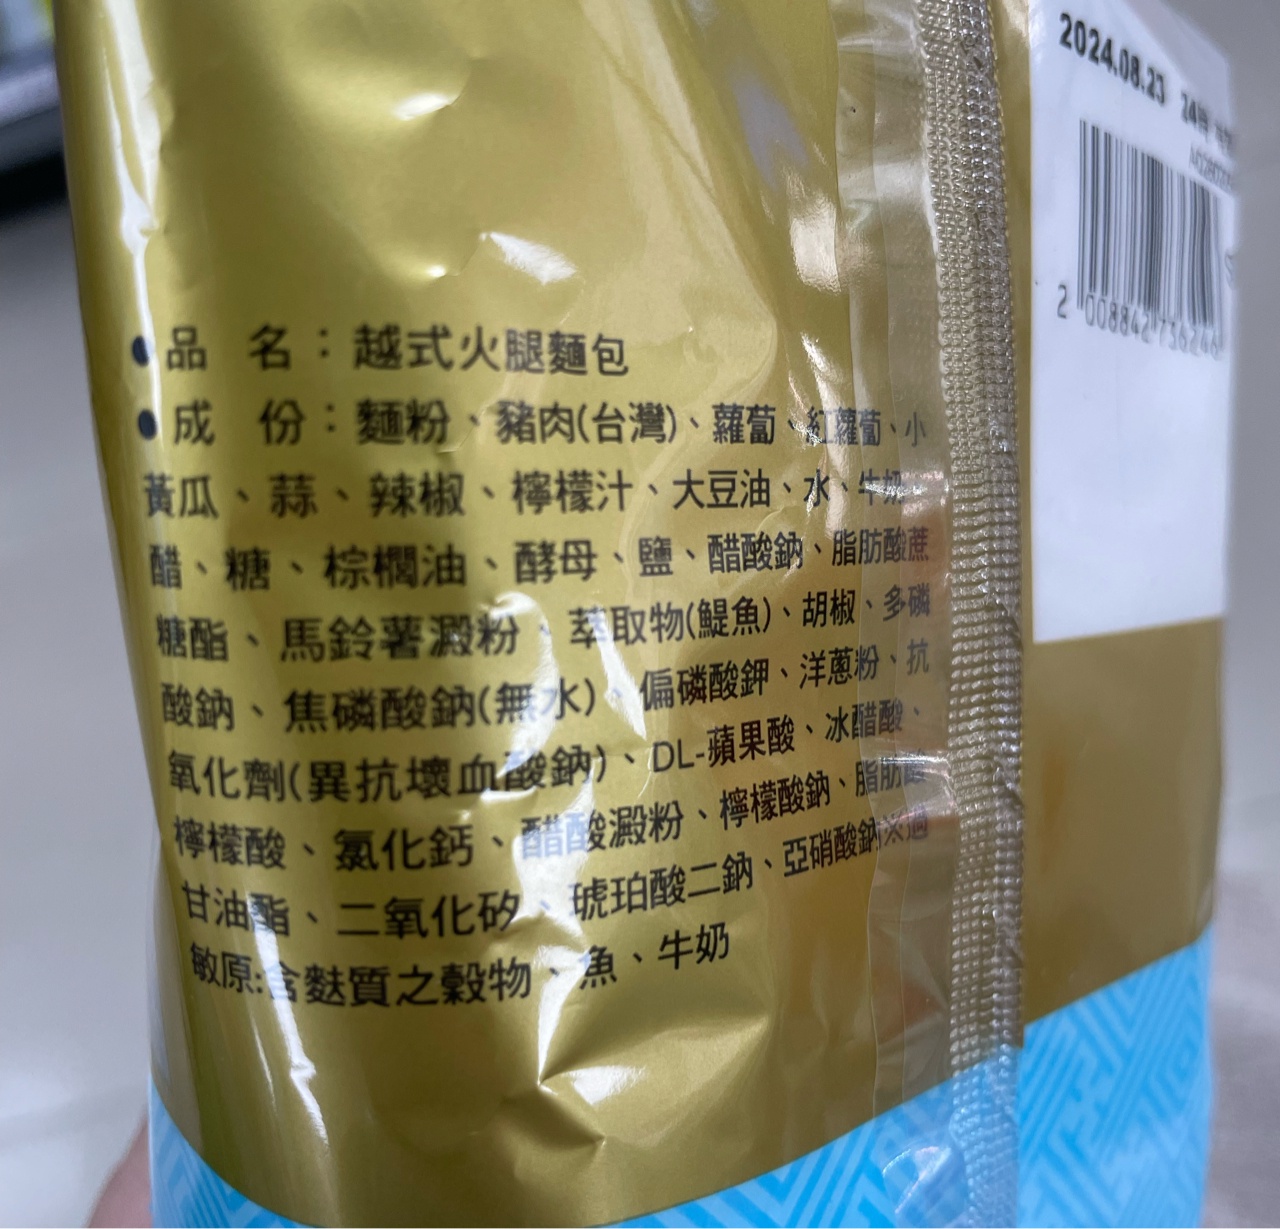 2024.08.23 24時
2 008842 736246
●品 名：越式火腿麵包
●成 份：麵粉、豬肉(台灣)、蘿蔔、紅蘿蔔、小
黃瓜、蒜、辣椒、檸檬汁、大豆油、水、牛奶、
醋、糖、棕櫚油、酵母、鹽、醋酸鈉、脂肪酸蔗
糖酯、馬鈴薯澱粉、萃取物(鯷魚)、胡椒、多磷
酸鈉、焦磷酸鈉(無水)、偏磷酸鉀、洋蔥粉、抗
氧化劑(異抗壞血酸鈉)、DL-蘋果酸、冰醋酸、
檸檬酸、氯化鈣、醋酸澱粉、檸檬酸鈉、脂肪酸
甘油酯、二氧化矽、琥珀酸二鈉、亞硝酸鈉※過
敏原:含麩質之穀物、魚、牛奶